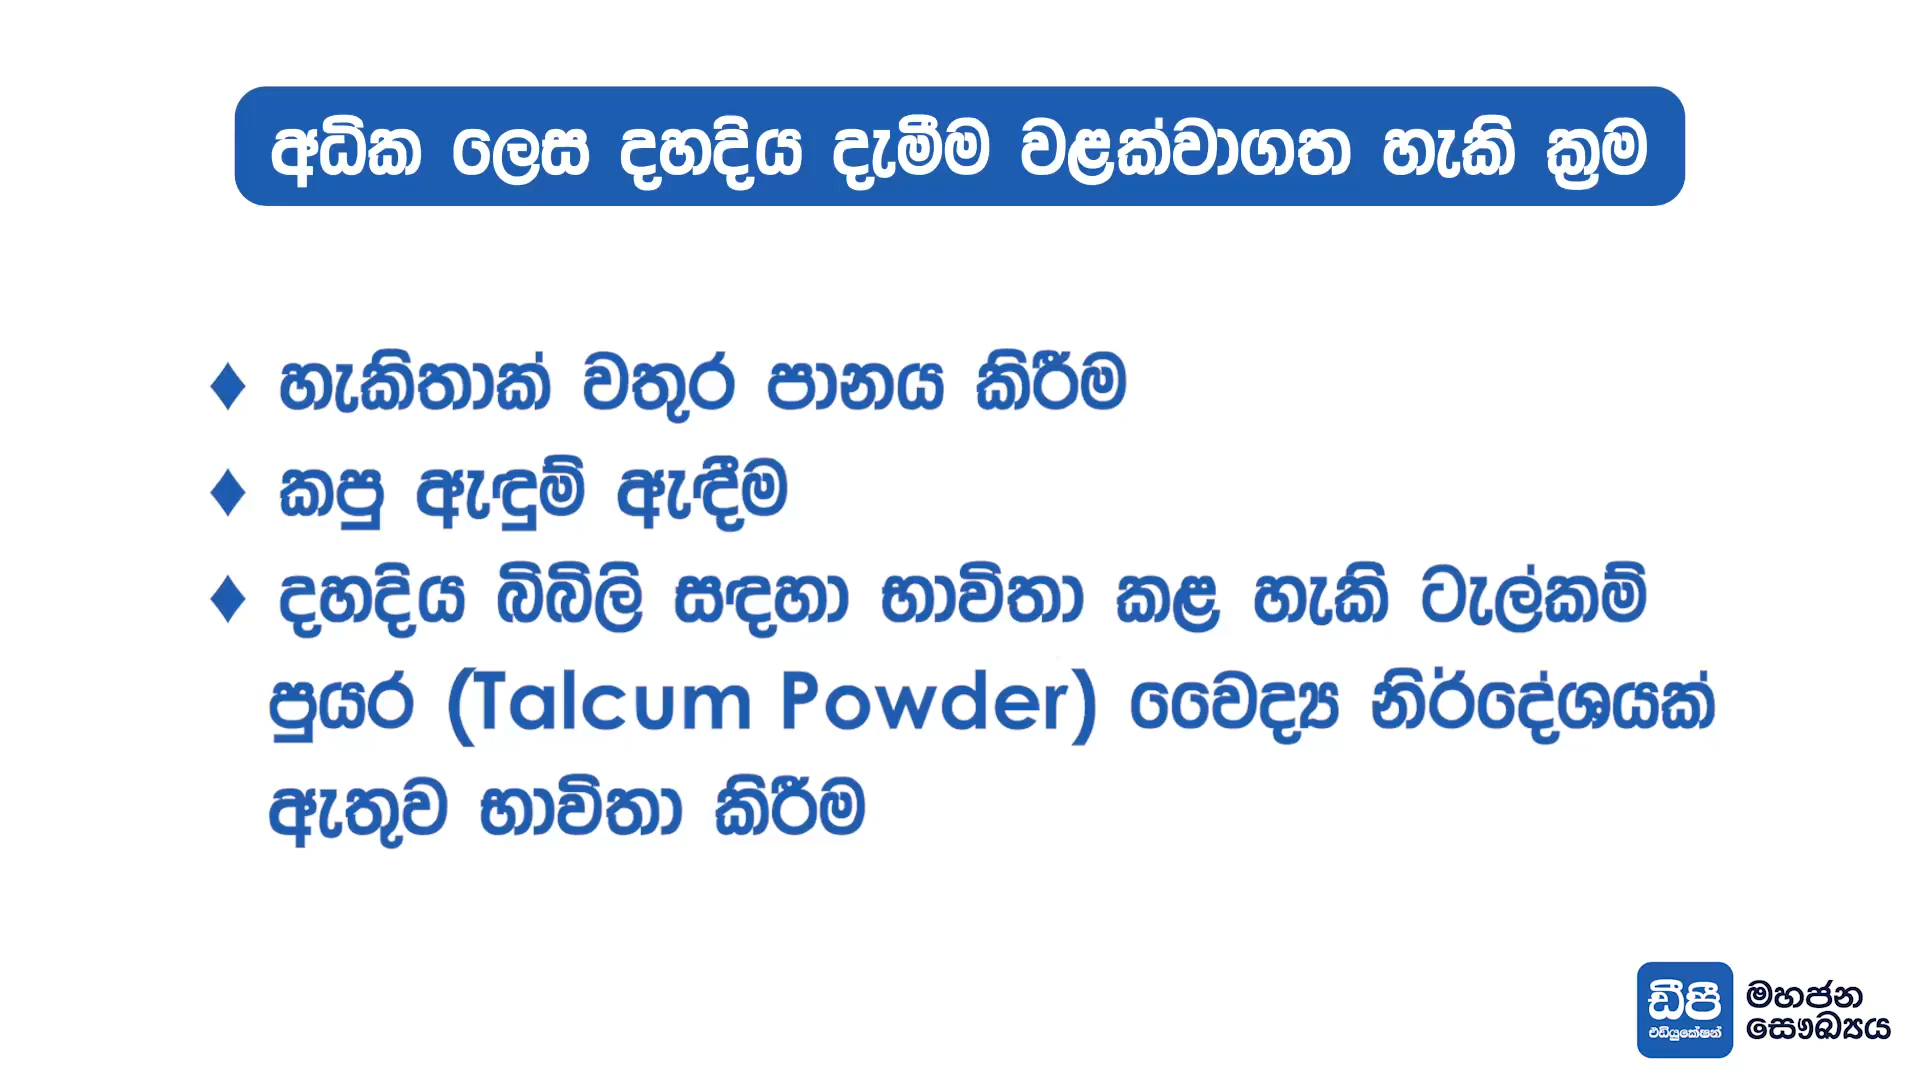 අධික ලෙස දහදිය දැමීම වළක්වාගත හැකි ක්‍රම
♦ හැකිතාක් වතුර පානය කිරීම
♦ කපු ඇඳුම් ඇඳීම
♦ දහදිය බිබිලි සඳහා භාවිතා කළ හැකි ටැල්කම්
පුයර (Talcum Powder) වෛද්‍ය නිර්දේශයක්
ඇතුව භාවිතා කිරීම
ඩීපී
එඩියුකේෂන්
මහජන
සෞඛ්‍යය